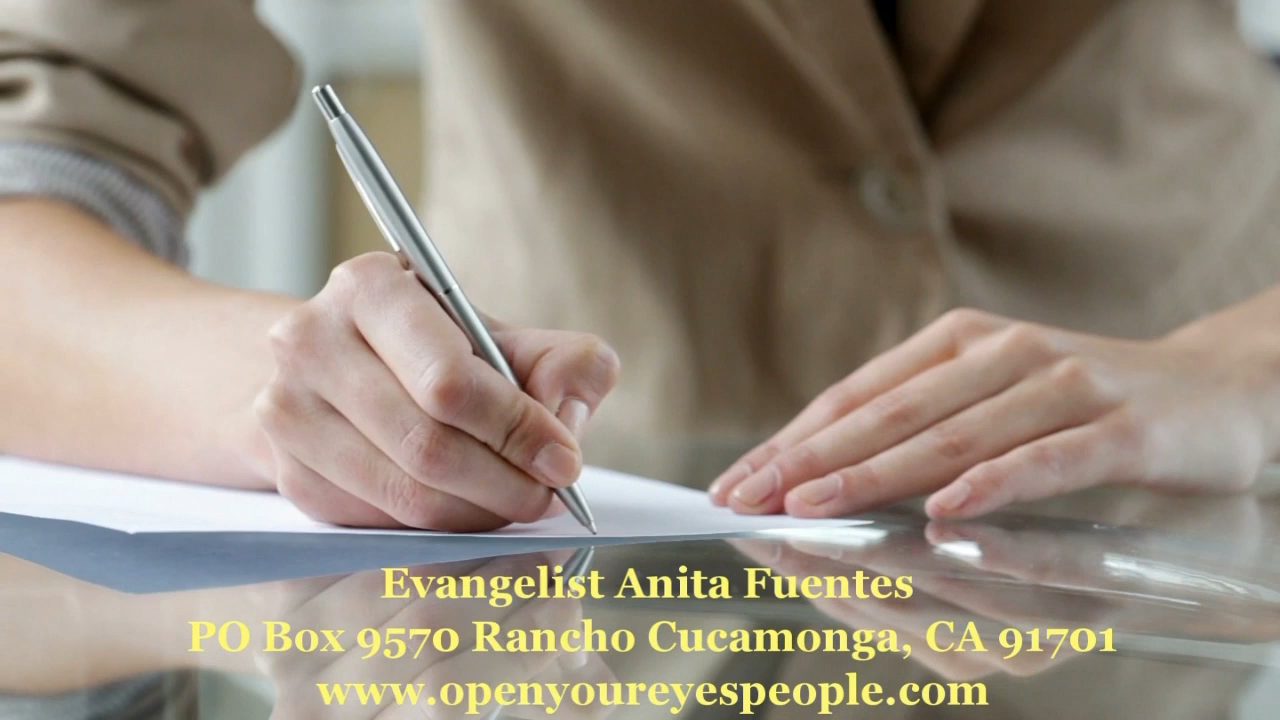 Evangelist Anita Fuentes
PO Box 9570 Rancho Cucamonga, CA 91701
www.openyoureyespeople.com